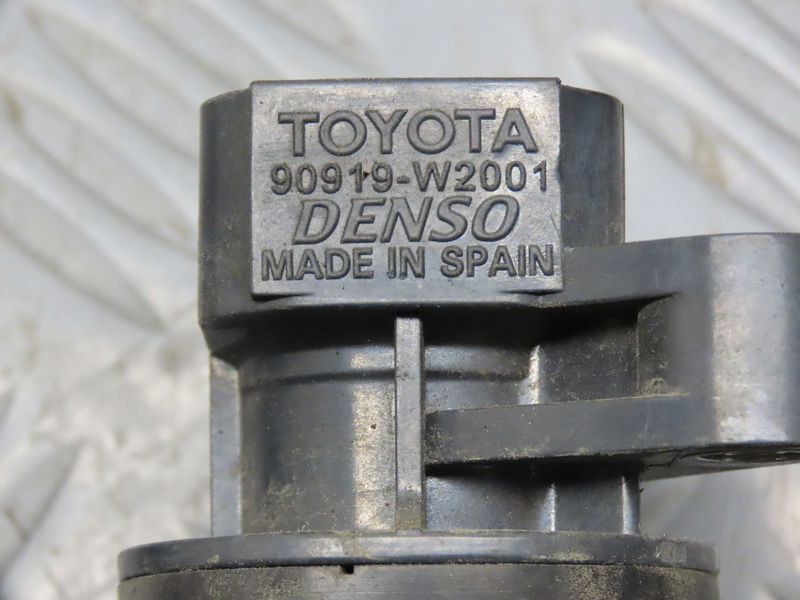 TOYOTA
90919-W2001
DENSO
MADE IN SPAIN